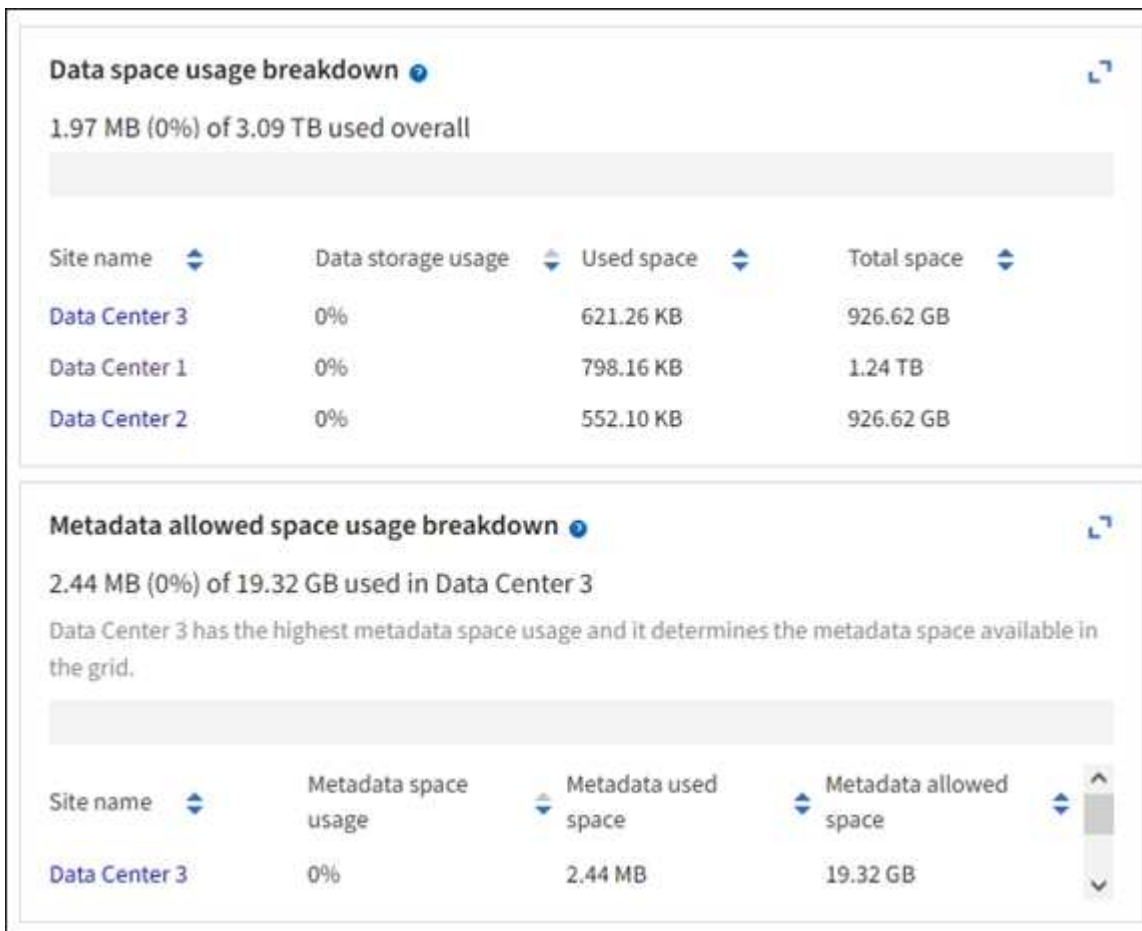 Data space usage breakdown ?
1.97 MB (0%) of 3.09 TB used overall
Site name Data storage usage Used space Total space
Data Center 3 0% 621.26 KB 926.62 GB
Data Center 1 0% 798.16 KB 1.24 TB
Data Center 2 0% 552.10 KB 926.62 GB
Metadata allowed space usage breakdown ?
2.44 MB (0%) of 19.32 GB used in Data Center 3
Data Center 3 has the highest metadata space usage and it determines the metadata space available in
the grid.
Site name Metadata space usage Metadata used space Metadata allowed space
Data Center 3 0% 2.44 MB 19.32 GB